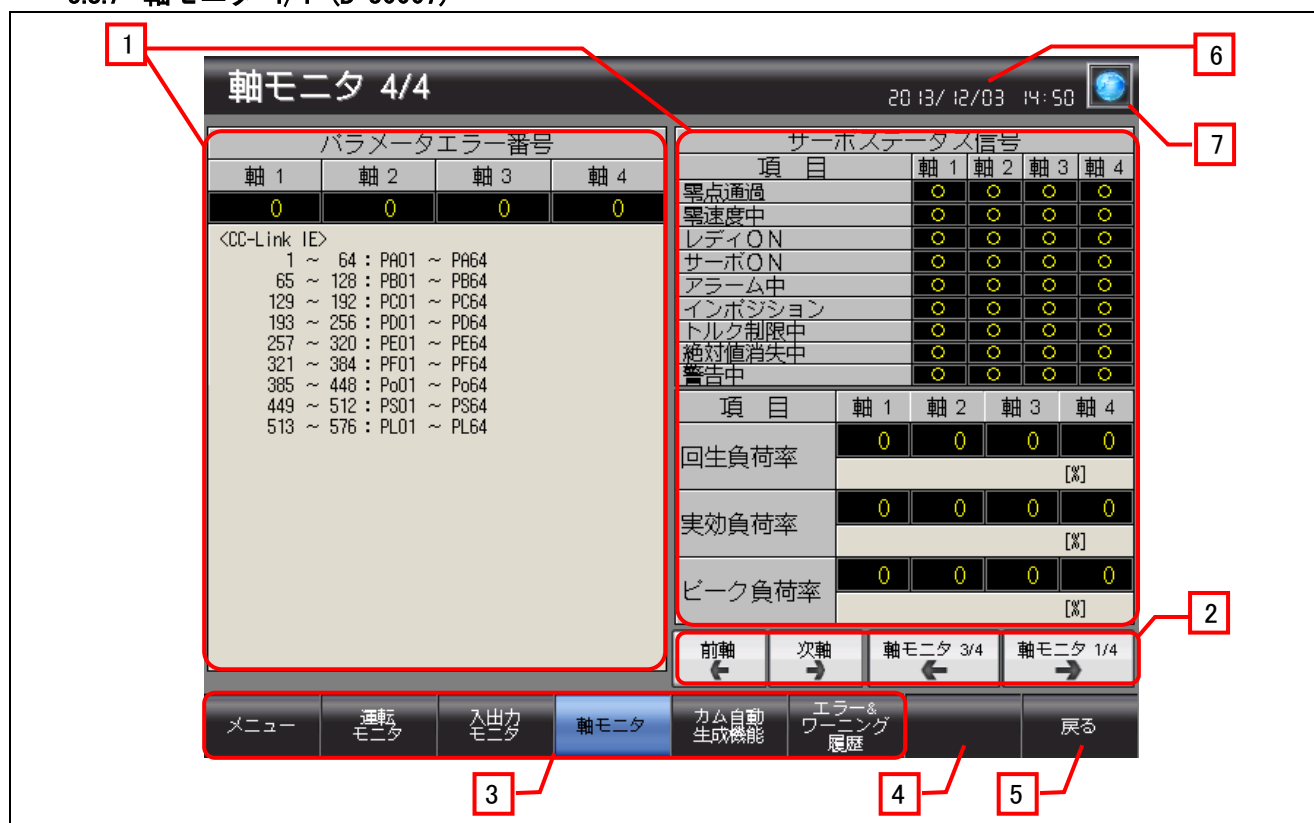 軸モニタ 4/4
2013/12/03 14:50
1
6
7
パラメータエラー番号
軸 1 軸 2 軸 3 軸 4
0 0 0 0
<CC-Link IE>
1 ~ 64 : PA01 ~ PA64
65 ~ 128 : PB01 ~ PB64
129 ~ 192 : PC01 ~ PC64
193 ~ 256 : PD01 ~ PD64
257 ~ 320 : PE01 ~ PE64
321 ~ 384 : PF01 ~ PF64
385 ~ 448 : Po01 ~ Po64
449 ~ 512 : PS01 ~ PS64
513 ~ 576 : PL01 ~ PL64
サーボステータス信号
項 目 軸 1 軸 2 軸 3 軸 4
零点通過 ○ ○ ○ ○
零速度中 ○ ○ ○ ○
レディON ○ ○ ○ ○
サーボON ○ ○ ○ ○
アラーム中 ○ ○ ○ ○
インポジション ○ ○ ○ ○
トルク制限中 ○ ○ ○ ○
絶対値消失中 ○ ○ ○ ○
警告中 ○ ○ ○ ○
項 目 軸 1 軸 2 軸 3 軸 4
回生負荷率 0 0 0 0
[%]
実効負荷率 0 0 0 0
[%]
ピーク負荷率 0 0 0 0
[%]
2
前軸 ← 次軸 → 軸モニタ 3/4 ← 軸モニタ 1/4 →
メニュー
運転
モニタ
入出力
モニタ
軸モニタ
カム自動
生成機能
エラー&
ワーニング
履歴
戻る
3
4
5